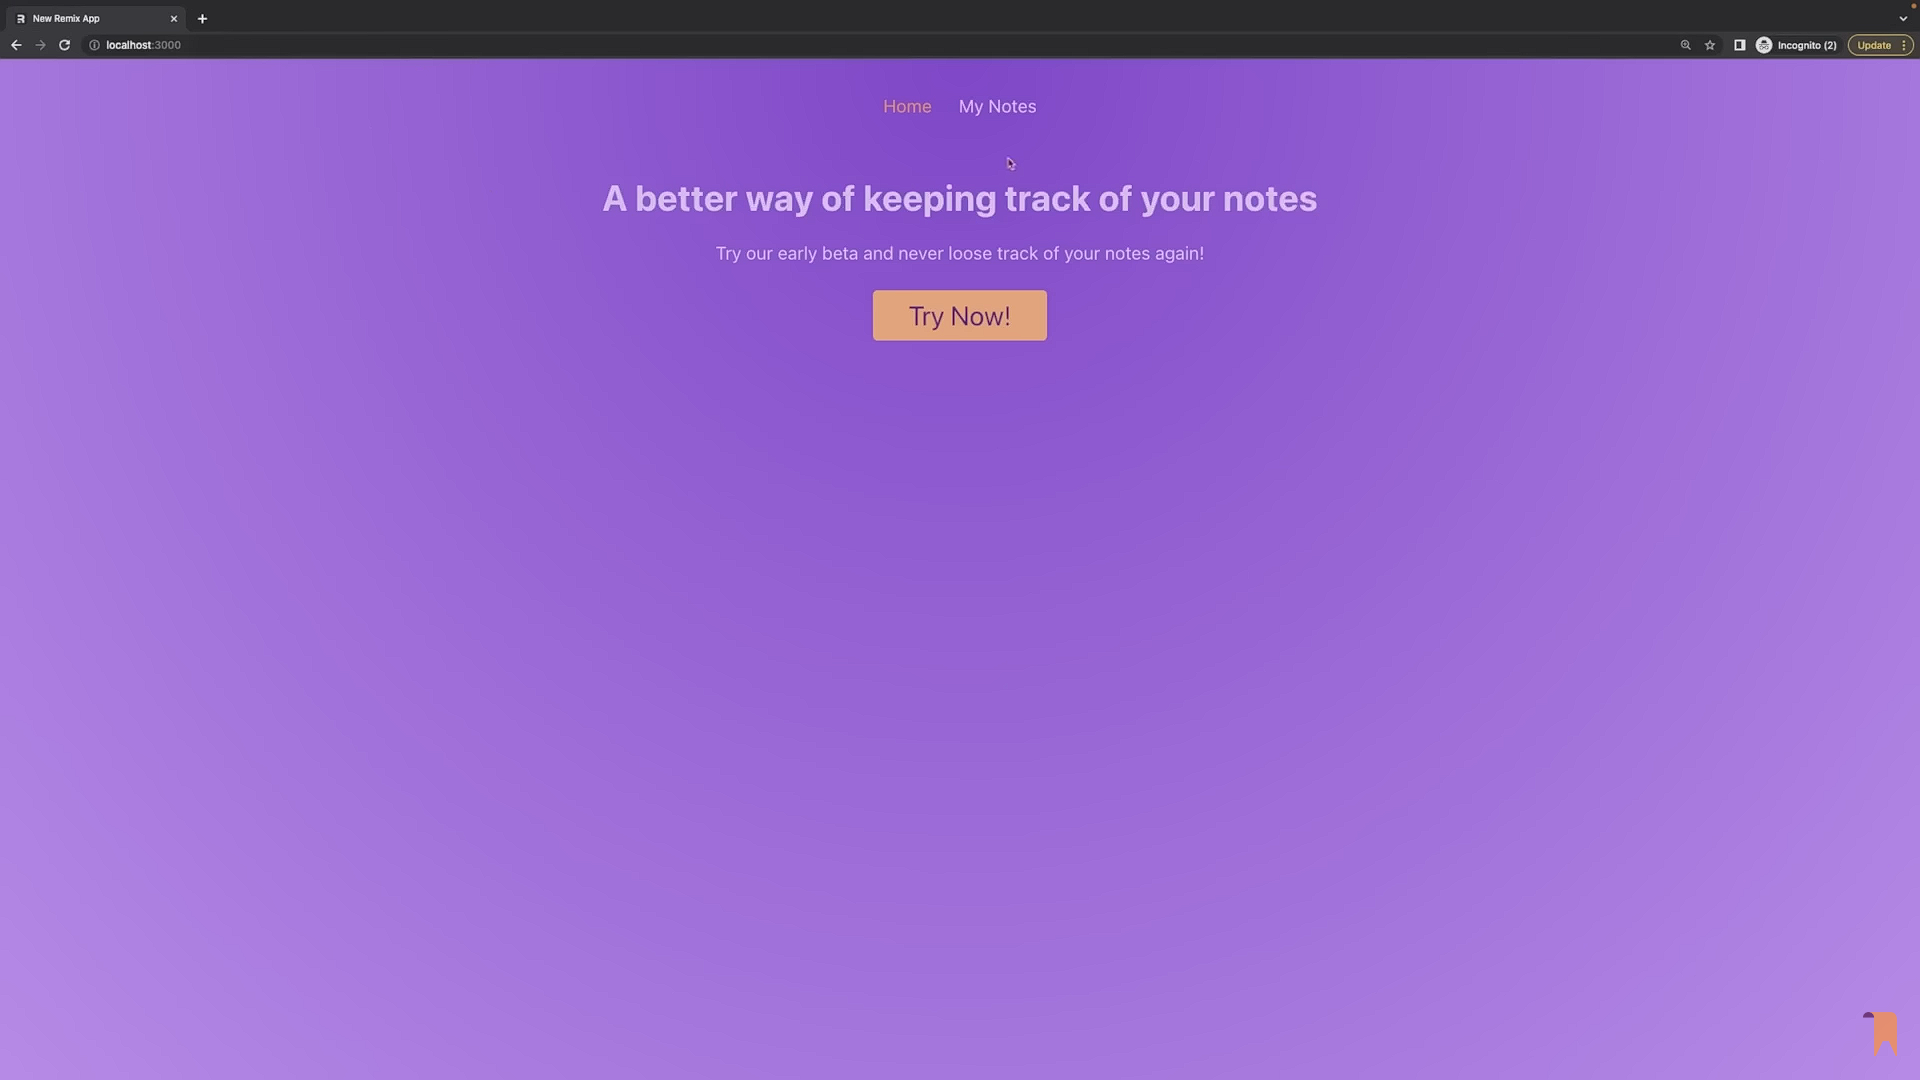 New Remix App
localhost:3000
Incognito (2)
Update
Home
My Notes
A better way of keeping track of your notes
Try our early beta and never loose track of your notes again!
Try Now!